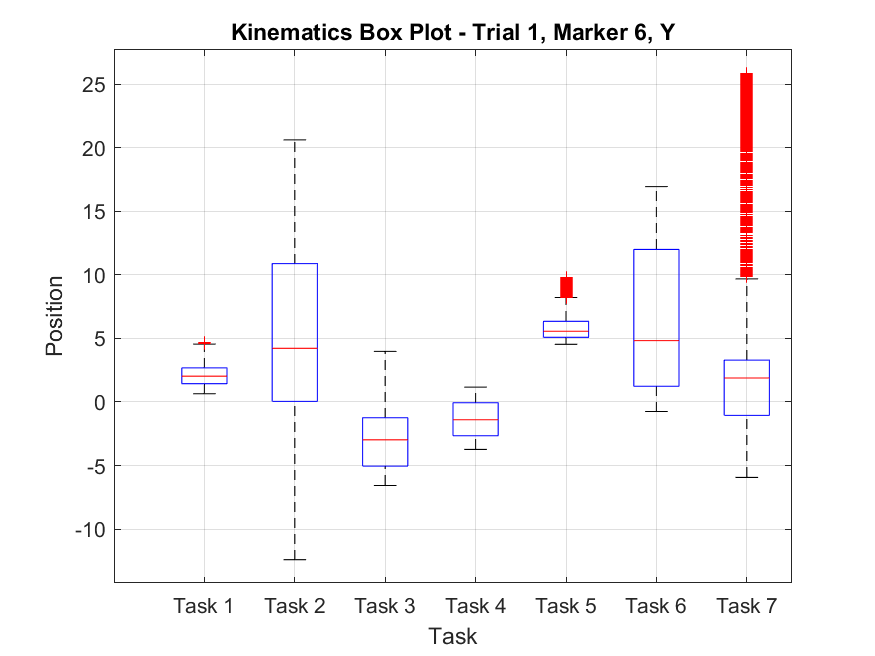 Kinematics Box Plot - Trial 1, Marker 6, Y
25
20
15
10
5
0
-5
-10
Position
Task 1 Task 2 Task 3 Task 4 Task 5 Task 6 Task 7
Task